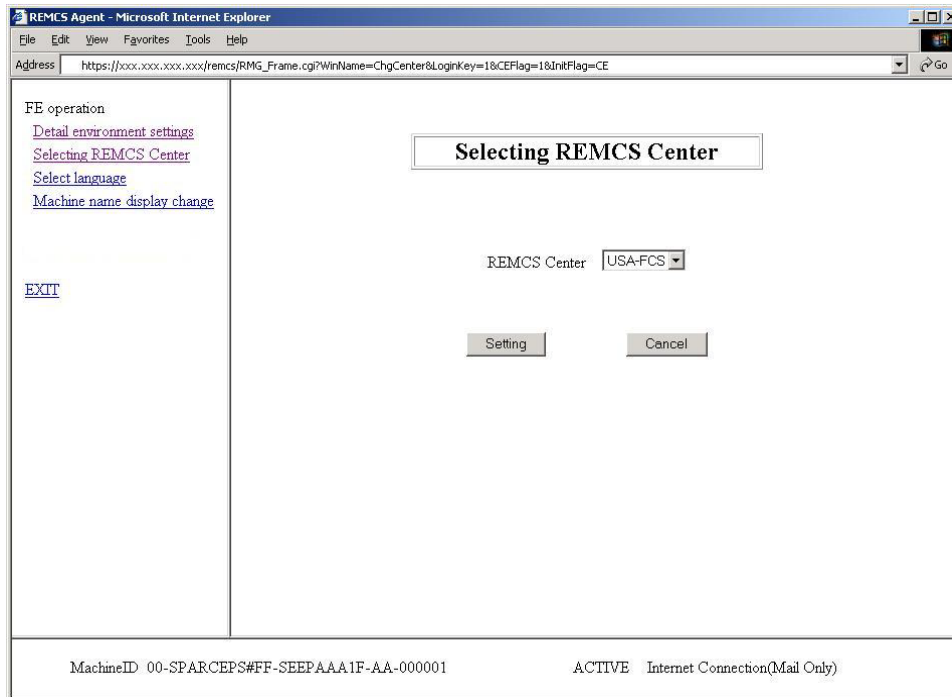 REMCS Agent - Microsoft Internet Explorer
File Edit View Favorites Tools Help
Address https://xxx.xxx.xxx.xxx/remcs/RMG_Frame.cgi?WinName=ChgCenter&LoginKey=1&CEFlag=1&InitFlag=CE Go
FE operation
Detail environment settings
Selecting REMCS Center
Select language
Machine name display change
EXIT
Selecting REMCS Center
REMCS Center USA-FCS
Setting Cancel
MachineID 00-SPARCEPS#FF-SEEPAAA1F-AA-000001 ACTIVE Internet Connection(Mail Only)